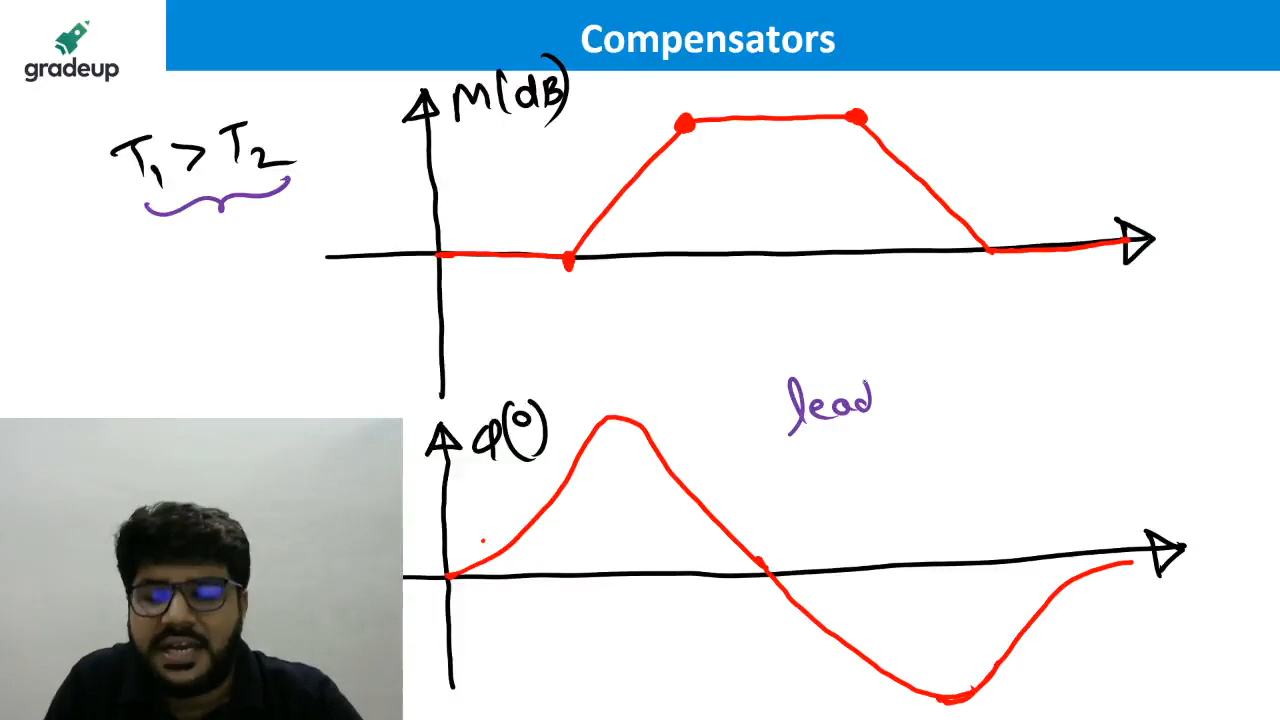 gradeup
Compensators
M(dB)
T₁ > T₂
lead
φ(°)